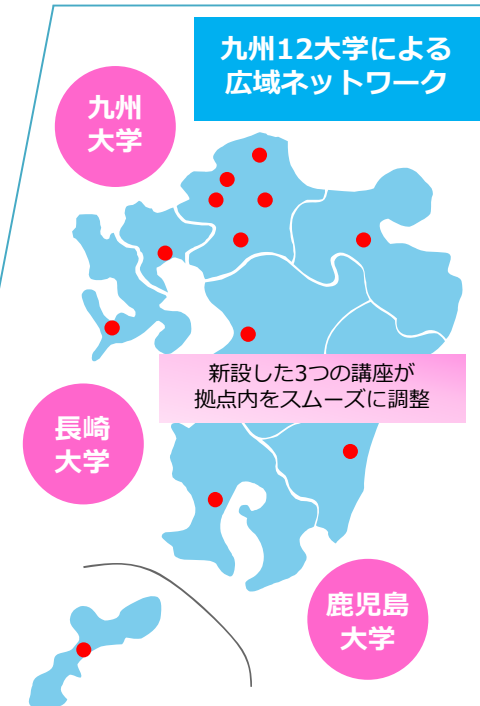 九州12大学による
広域ネットワーク
九州
大学
新設した3つの講座が
拠点内をスムーズに調整
長崎
大学
鹿児島
大学